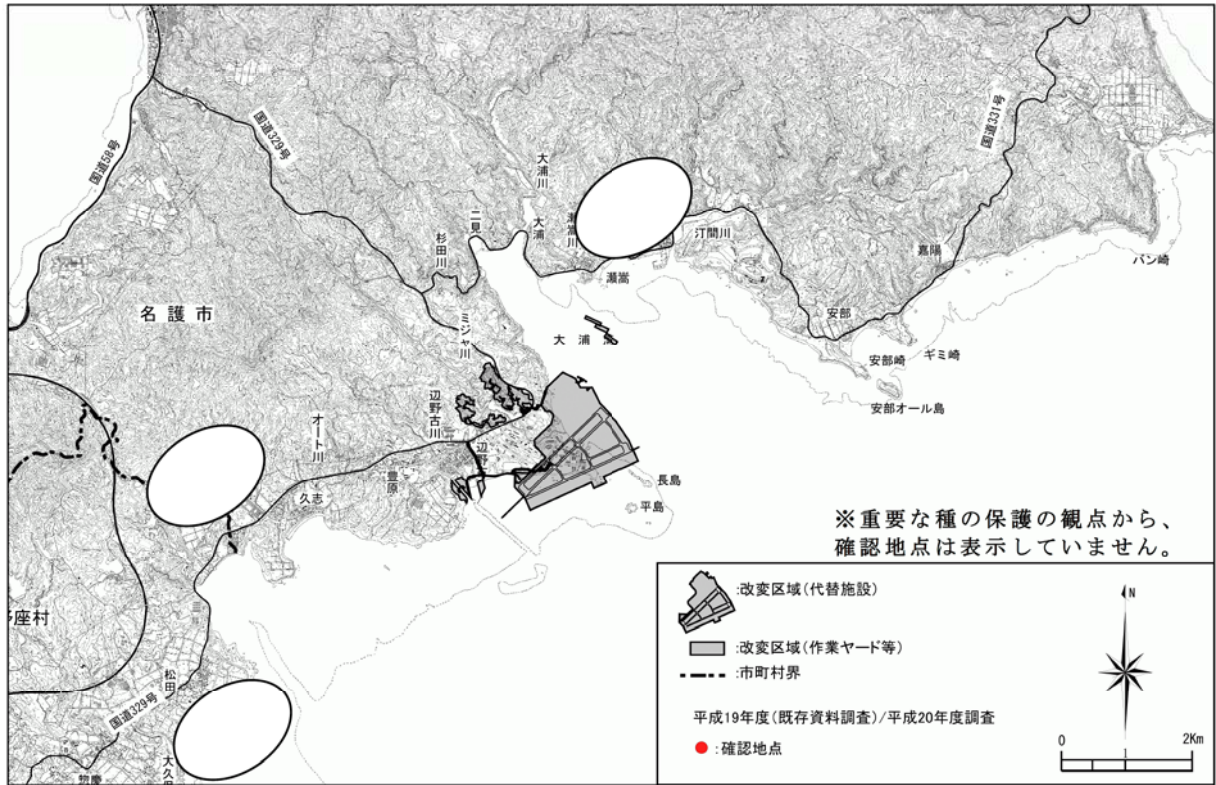 国道58号
国道329号
国道331号
大浦川
大浦
二見
杉田川
瀬嵩川
汀間川
瀬嵩
嘉陽
バン崎
名護市
ミジャ川
大浦
安部
安部崎
ギミ崎
安部オール島
辺野古川
オート川
辺野
久志
豊原
長島
平島
座村
松田
国道329号
惣慶
※重要な種の保護の観点から、
確認地点は表示していません。
:改変区域(代替施設)
:改変区域(作業ヤード等)
:市町村界
平成19年度(既存資料調査)/平成20年度調査
:確認地点
N
0 1 2Km